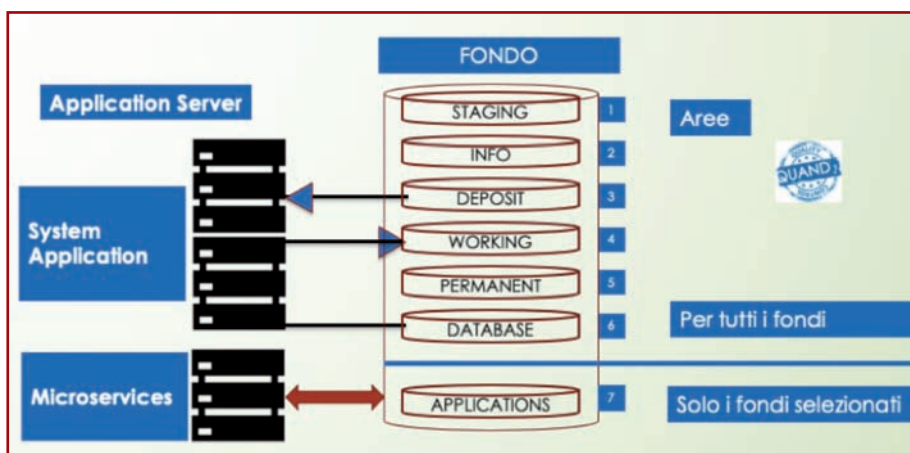 FONDO
Application Server
STAGING
1
Aree
INFO
2
QUAND?
DEPOSIT
3
System
Application
WORKING
4
PERMANENT
5
DATABASE
6
Per tutti i fondi
Microservices
APPLICATIONS
7
Solo i fondi selezionati